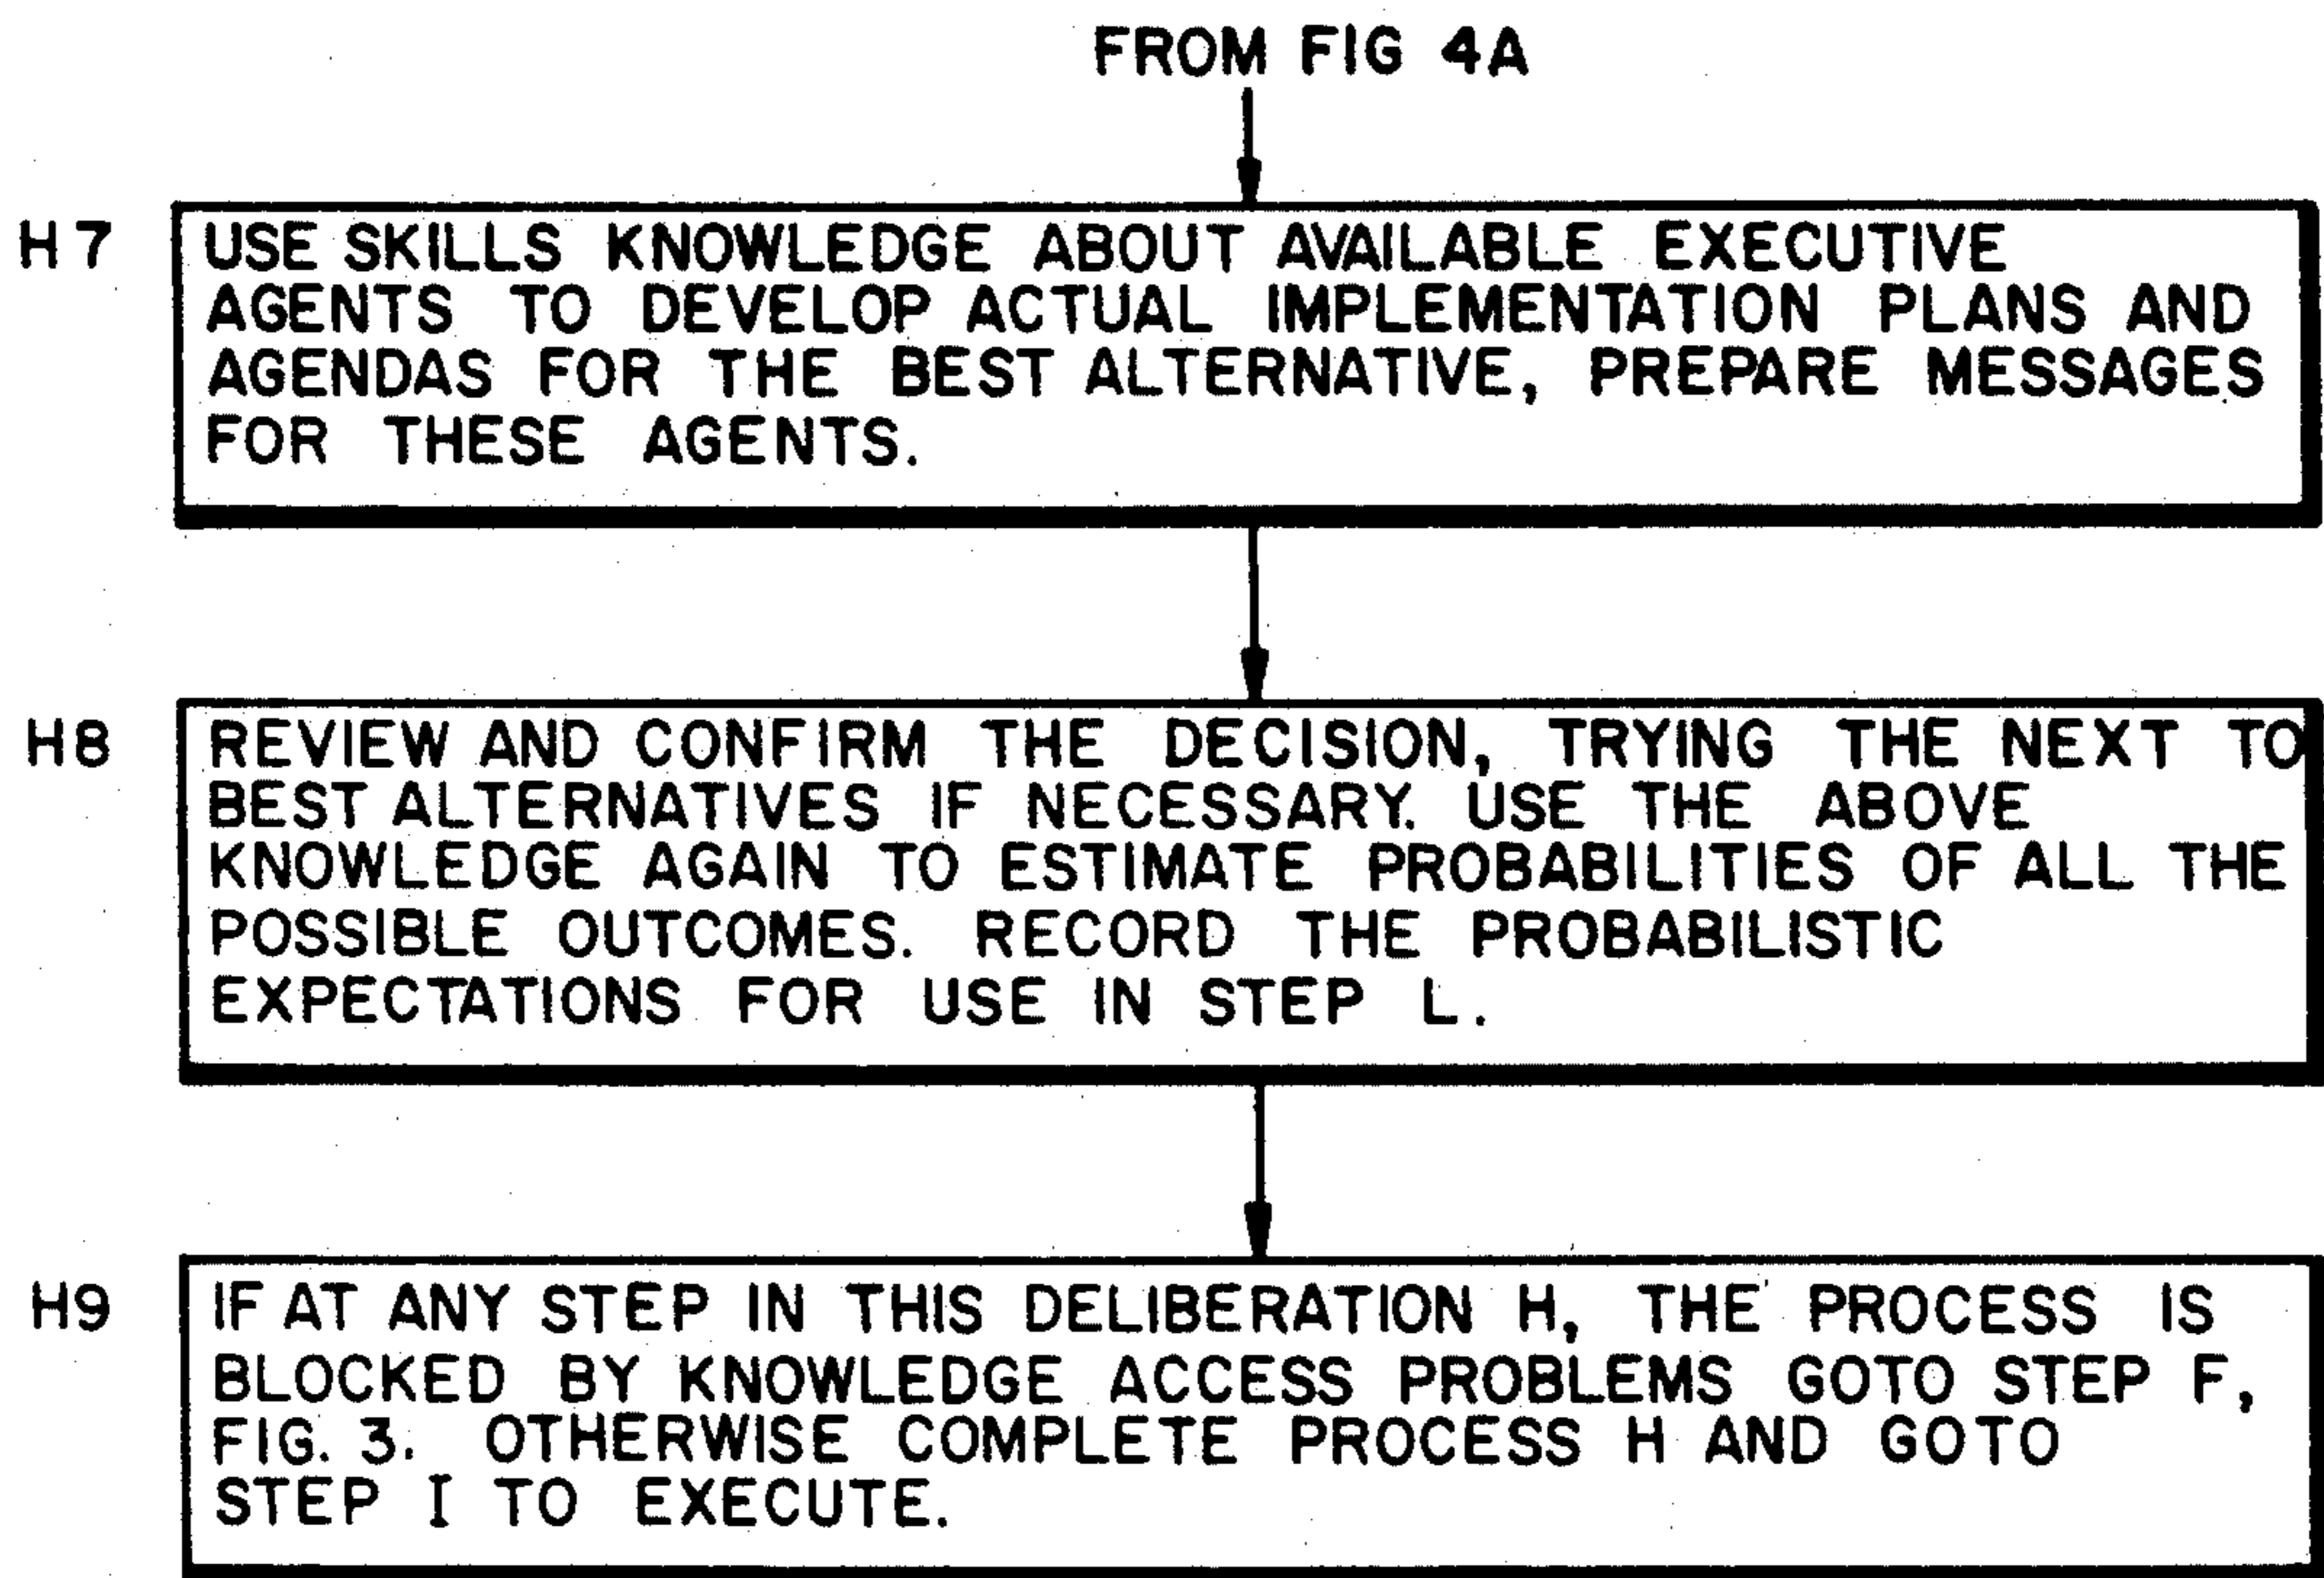 FROM FIG 4A
H7
USE SKILLS KNOWLEDGE ABOUT AVAILABLE EXECUTIVE
AGENTS TO DEVELOP ACTUAL IMPLEMENTATION PLANS AND
AGENDAS FOR THE BEST ALTERNATIVE, PREPARE MESSAGES
FOR THESE AGENTS.
H8
REVIEW AND CONFIRM THE DECISION, TRYING THE NEXT TO
BEST ALTERNATIVES IF NECESSARY. USE THE ABOVE
KNOWLEDGE AGAIN TO ESTIMATE PROBABILITIES OF ALL THE
POSSIBLE OUTCOMES. RECORD THE PROBABILISTIC
EXPECTATIONS FOR USE IN STEP L.
H9
IF AT ANY STEP IN THIS DELIBERATION H, THE PROCESS IS
BLOCKED BY KNOWLEDGE ACCESS PROBLEMS GOTO STEP F,
FIG. 3. OTHERWISE COMPLETE PROCESS H AND GOTO
STEP I TO EXECUTE.